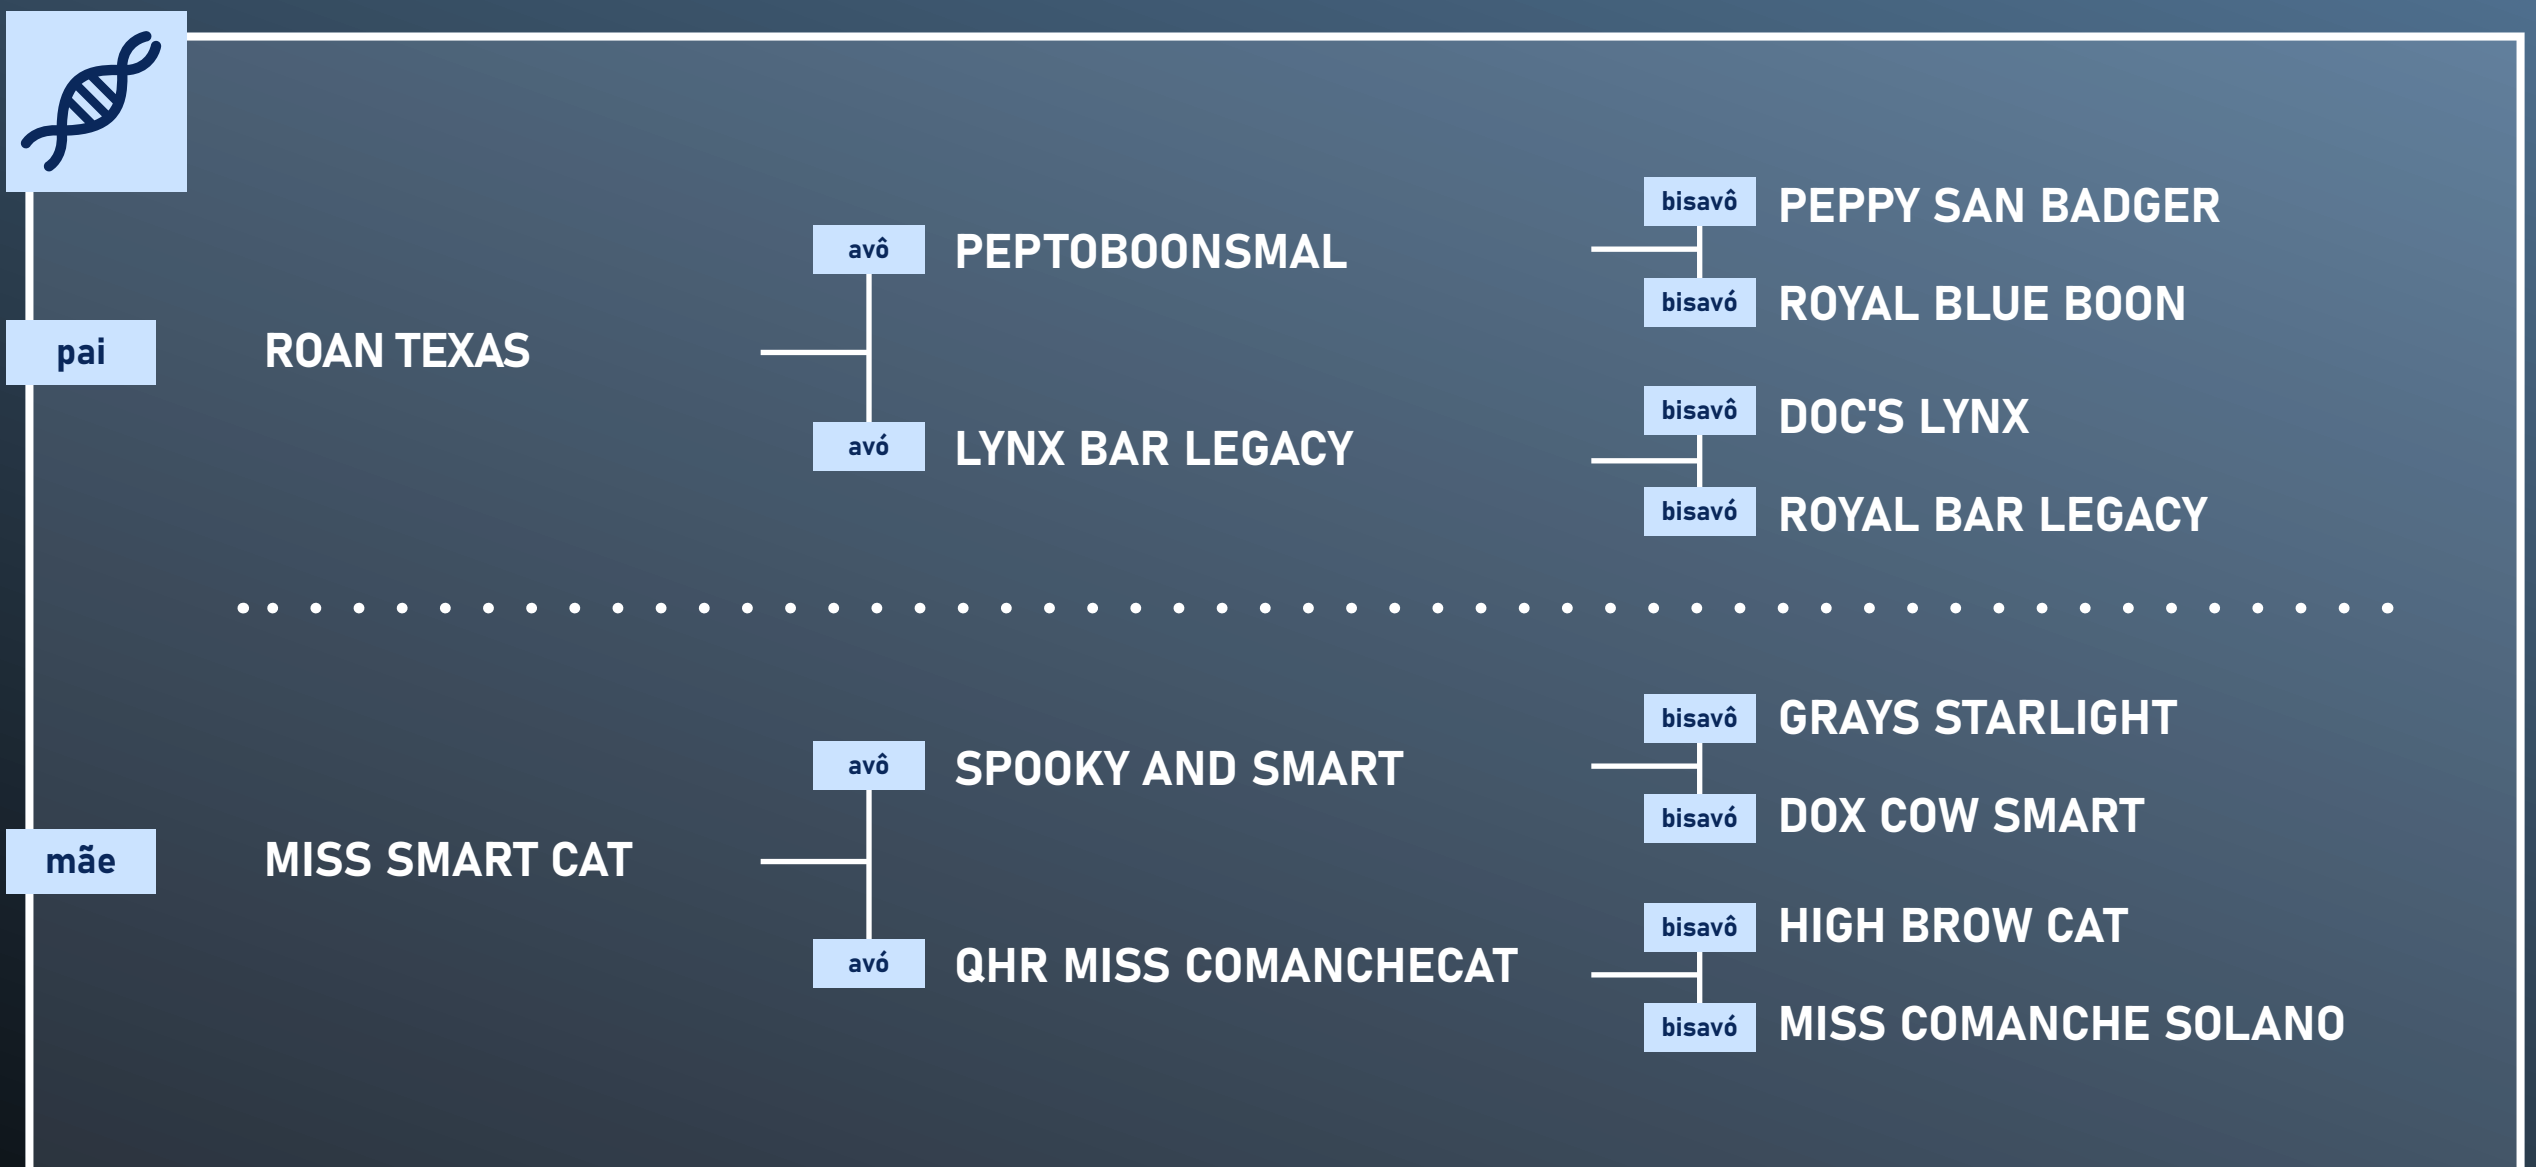 pai
ROAN TEXAS
avô
PEPTOBOONSMAL
avó
LYNX BAR LEGACY
bisavô
PEPPY SAN BADGER
bisavó
ROYAL BLUE BOON
bisavô
DOC'S LYNX
bisavó
ROYAL BAR LEGACY
mãe
MISS SMART CAT
avô
SPOOKY AND SMART
avó
QHR MISS COMANCHECAT
bisavô
GRAYS STARLIGHT
bisavó
DOX COW SMART
bisavô
HIGH BROW CAT
bisavó
MISS COMANCHE SOLANO